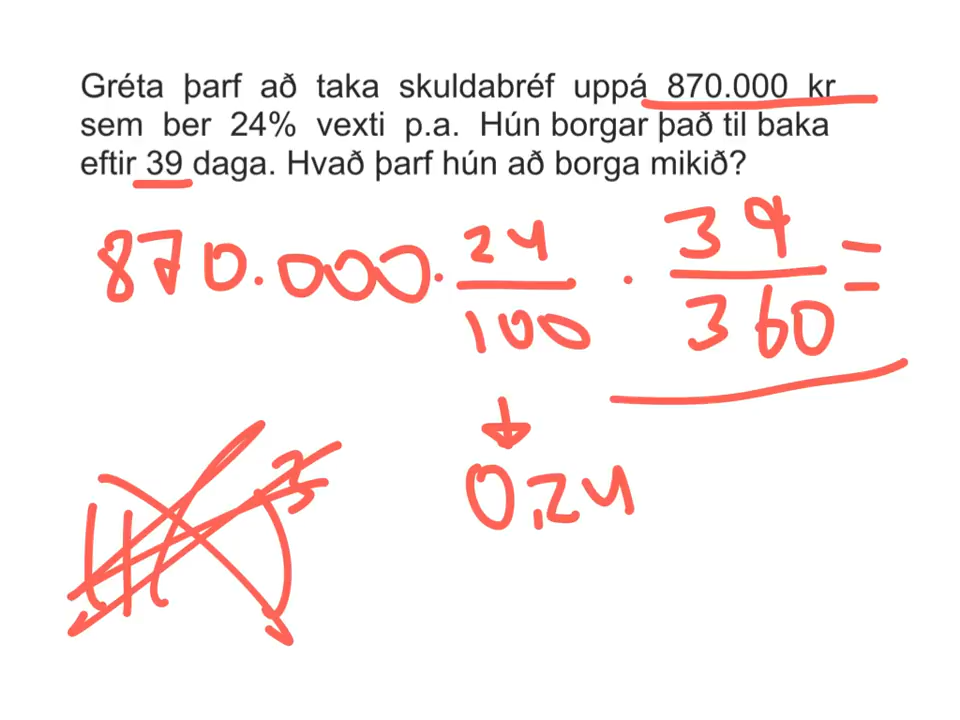 Gréta þarf að taka skuldabréf uppá 870.000 kr
sem ber 24% vexti p.a. Hún borgar það til baka
eftir 39 daga. Hvað þarf hún að borga mikið?
870.000 · 24/100 · 39/360 =
0,24